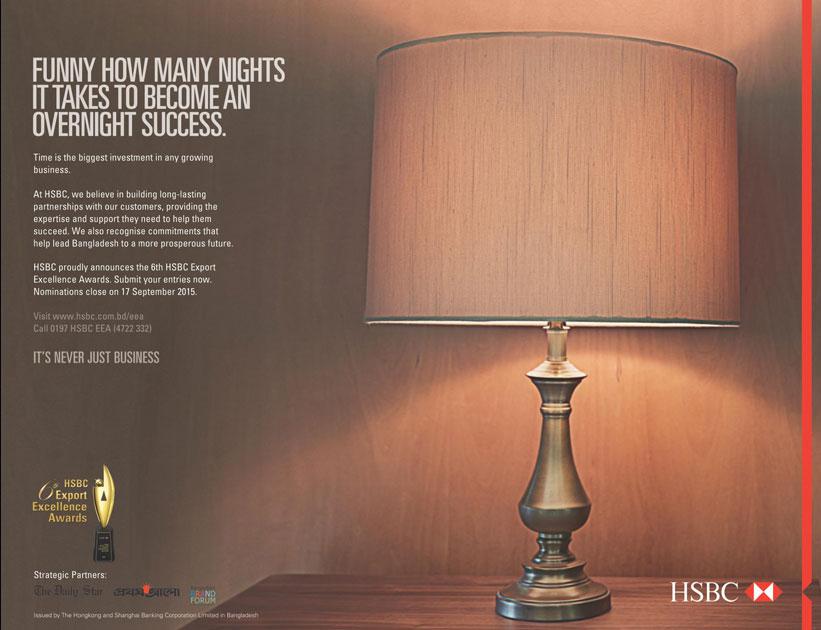 FUNNY HOW MANY NIGHTS
IT TAKES TO BECOME AN
OVERNIGHT SUCCESS.
Time is the biggest investment in any growing
business.
At HSBC, we believe in building long-lasting
partnerships with our customers, providing the
expertise and support they need to help them
succeed. We also recognise commitments that
help lead Bangladesh to a more prosperous future.
HSBC proudly announces the 6th HSBC Export
Excellence Awards. Submit your entries now.
Nominations close on 17 September 2015.
Visit www.hsbc.com.bd/eea
Call 0197 HSBC EEA (4722 332)
IT'S NEVER JUST BUSINESS
6th HSBC
Export
Excellence
Awards
Strategic Partners:
The Daily Star প্রথম আলো BRAND
FORUM
Issued by The Hongkong and Shanghai Banking Corporation Limited in Bangladesh
HSBC